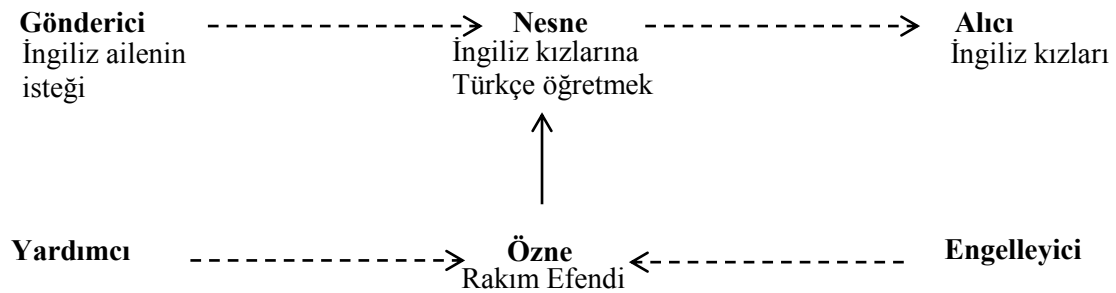 Gönderici
İngiliz ailenin
isteği
Nesne
İngiliz kızlarına
Türkçe öğretmek
Alıcı
İngiliz kızları
Yardımcı
Özne
Rakım Efendi
Engelleyici